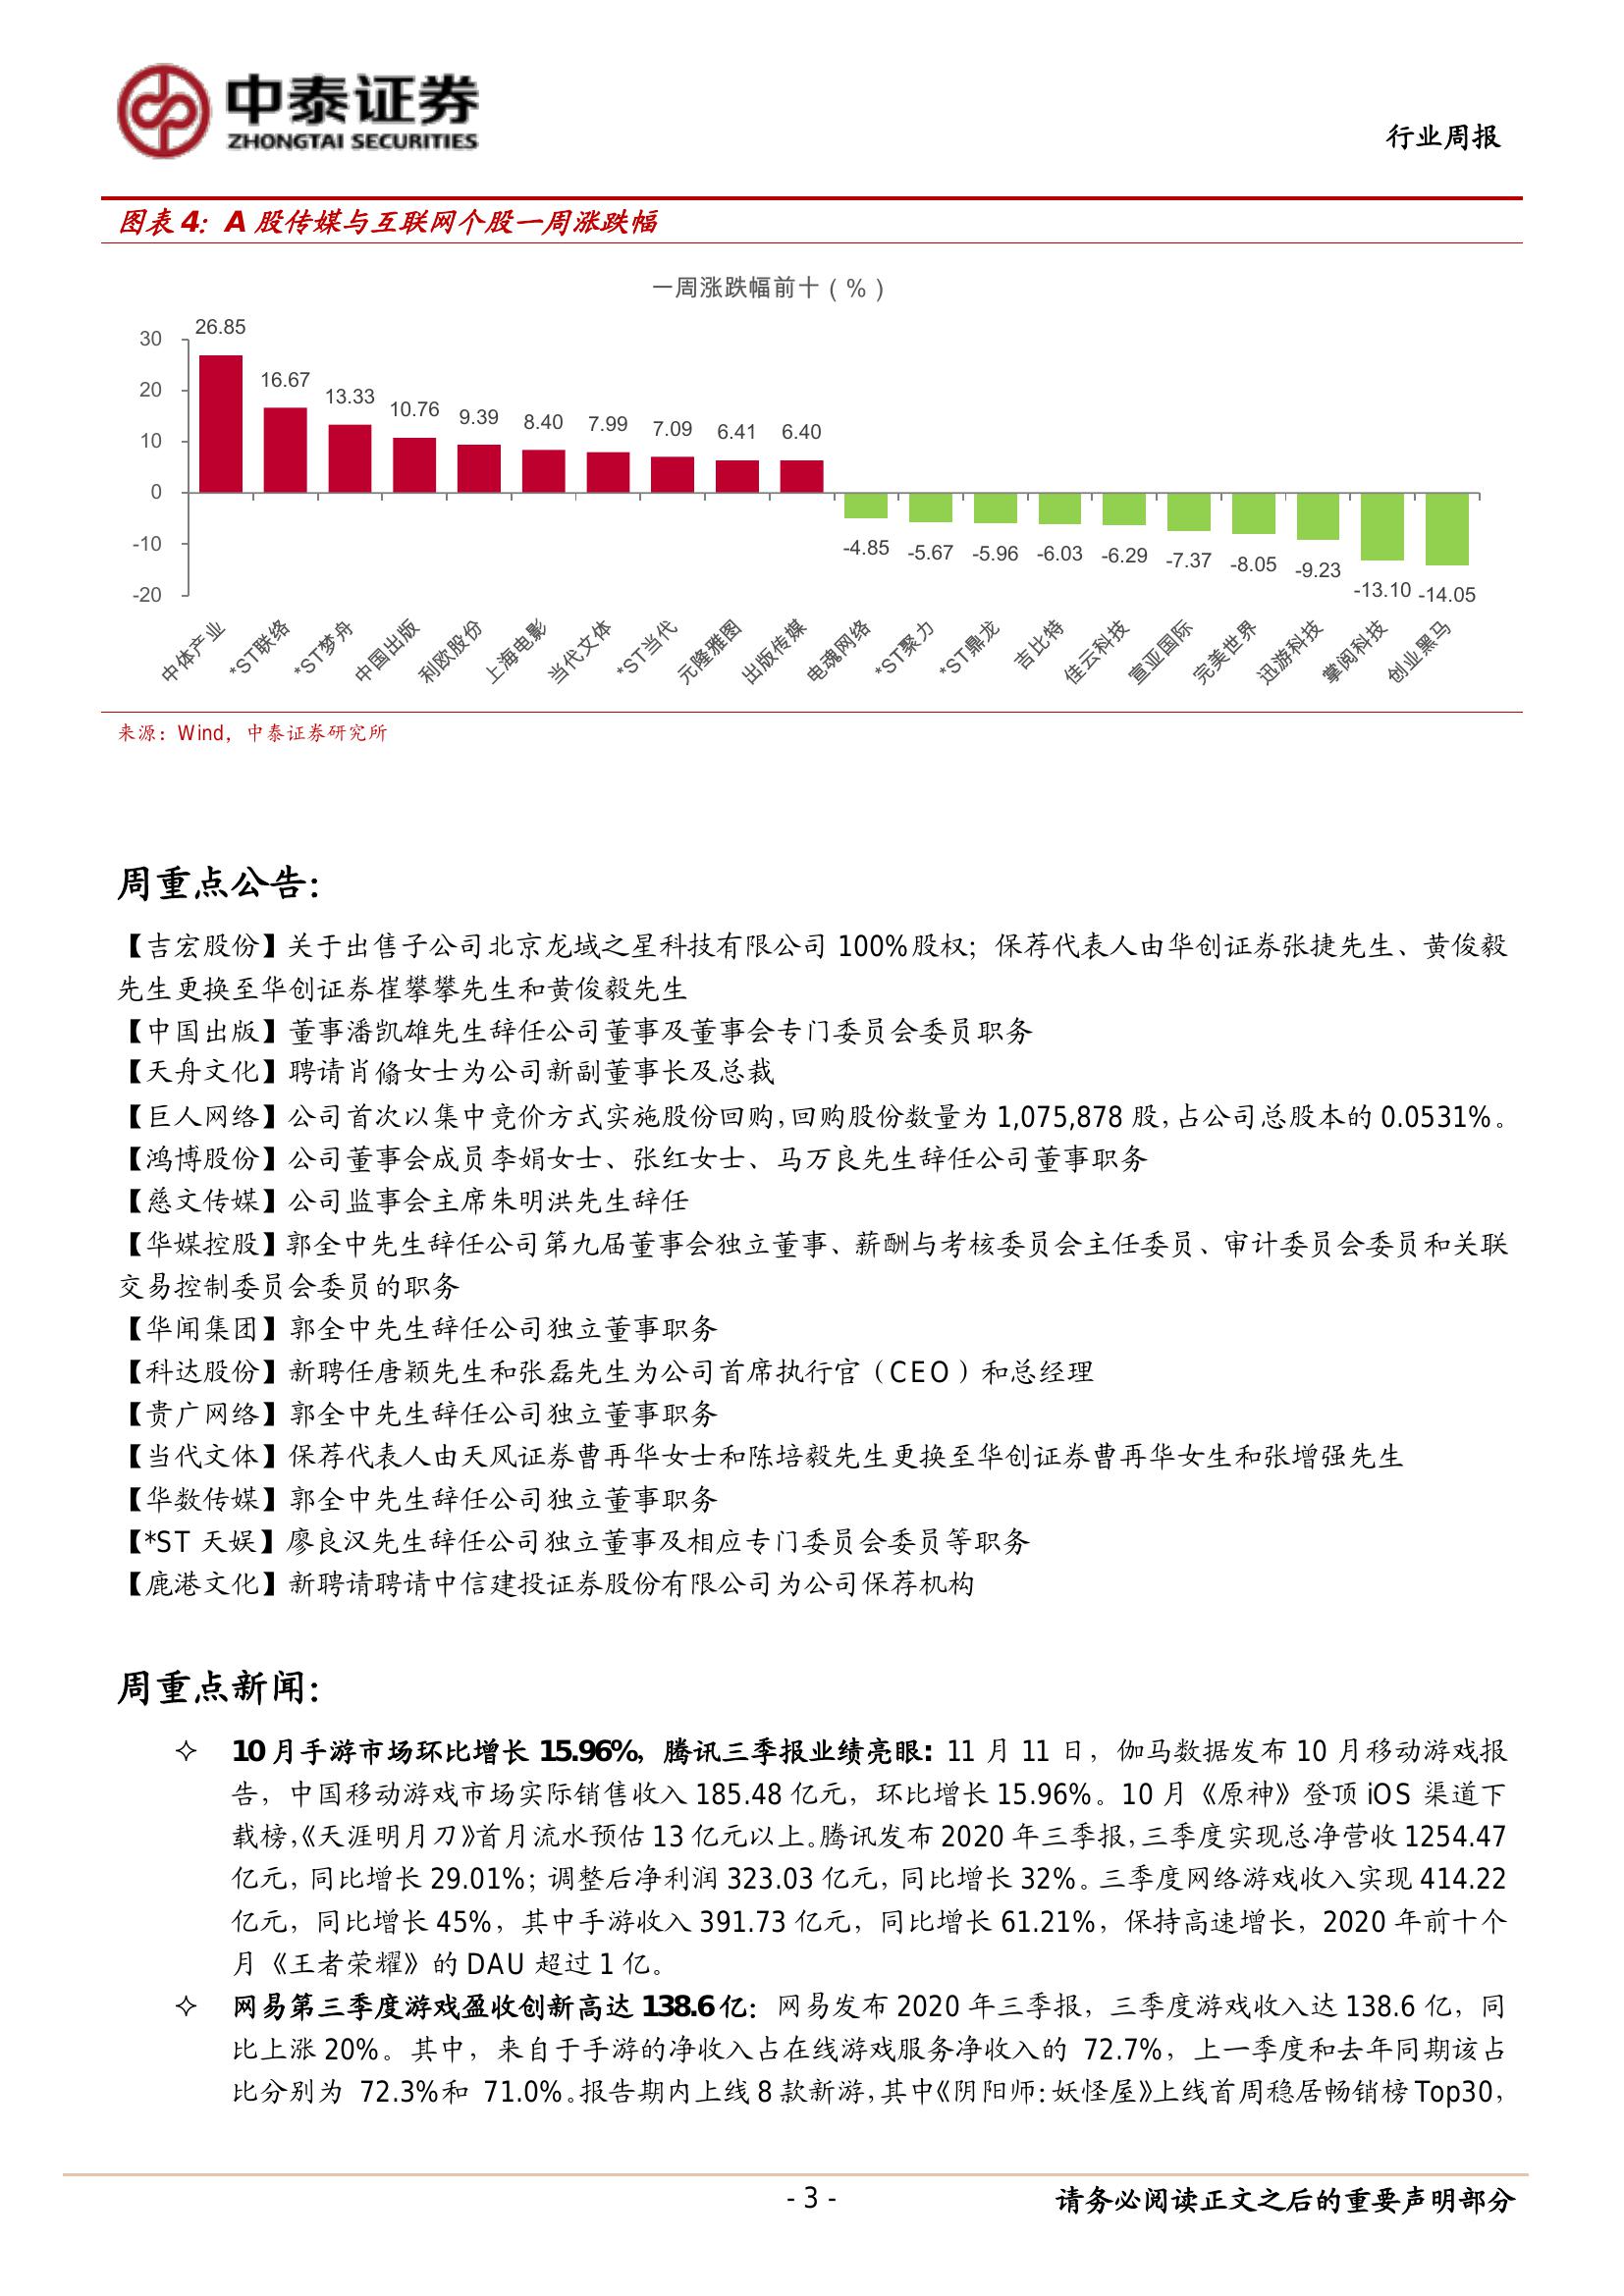 中泰证券
ZHONGTAI SECURITIES
行业周报
图表 4：A 股传媒与互联网个股一周涨跌幅
一周涨跌幅前十（%）
30
20
10
0
-10
-20
26.85
16.67
13.33
10.76
9.39
8.40
7.99
7.09
6.41
6.40
-4.85
-5.67
-5.96
-6.03
-6.29
-7.37
-8.05
-9.23
-13.10
-14.05
中体产业
*ST联络
*ST梦舟
中国出版
利欧股份
上海电影
当代文体
*ST当代
元隆雅图
出版传媒
电魂网络
*ST聚力
*ST鼎龙
吉比特
佳云科技
宣亚国际
完美世界
迅游科技
掌阅科技
创业黑马
来源：Wind，中泰证券研究所
周重点公告：
【吉宏股份】关于出售子公司北京龙域之星科技有限公司 100%股权；保荐代表人由华创证券张捷先生、黄俊毅
先生更换至华创证券崔攀攀先生和黄俊毅先生
【中国出版】董事潘凯雄先生辞任公司董事及董事会专门委员会委员职务
【天舟文化】聘请肖翛女士为公司新副董事长及总裁
【巨人网络】公司首次以集中竞价方式实施股份回购，回购股份数量为 1,075,878 股，占公司总股本的 0.0531%。
【鸿博股份】公司董事会成员李娟女士、张红女士、马万良先生辞任公司董事职务
【慈文传媒】公司监事会主席朱明洪先生辞任
【华媒控股】郭全中先生辞任公司第九届董事会独立董事、薪酬与考核委员会主任委员、审计委员会委员和关联
交易控制委员会委员的职务
【华闻集团】郭全中先生辞任公司独立董事职务
【科达股份】新聘任唐颖先生和张磊先生为公司首席执行官（CEO）和总经理
【贵广网络】郭全中先生辞任公司独立董事职务
【当代文体】保荐代表人由天风证券曹再华女士和陈培毅先生更换至华创证券曹再华女生和张增强先生
【华数传媒】郭全中先生辞任公司独立董事职务
【*ST 天娱】廖良汉先生辞任公司独立董事及相应专门委员会委员等职务
【鹿港文化】新聘请聘请中信建投证券股份有限公司为公司保荐机构
周重点新闻：
✧ 10 月手游市场环比增长 15.96%，腾讯三季报业绩亮眼：11 月 11 日，伽马数据发布 10 月移动游戏报
告，中国移动游戏市场实际销售收入 185.48 亿元，环比增长 15.96%。10 月《原神》登顶 iOS 渠道下
载榜，《天涯明月刀》首月流水预估 13 亿元以上。腾讯发布 2020 年三季报，三季度实现总净营收 1254.47
亿元，同比增长 29.01%；调整后净利润 323.03 亿元，同比增长 32%。三季度网络游戏收入实现 414.22
亿元，同比增长 45%，其中手游收入 391.73 亿元，同比增长 61.21%，保持高速增长，2020 年前十个
月《王者荣耀》的 DAU 超过 1 亿。
✧ 网易第三季度游戏盈收创新高达 138.6 亿：网易发布 2020 年三季报，三季度游戏收入达 138.6 亿，同
比上涨 20%。其中，来自于手游的净收入占在线游戏服务净收入的 72.7%，上一季度和去年同期该占
比分别为 72.3%和 71.0%。报告期内上线 8 款新游，其中《阴阳师：妖怪屋》上线首周稳居畅销榜 Top30，
- 3 -
请务必阅读正文之后的重要声明部分